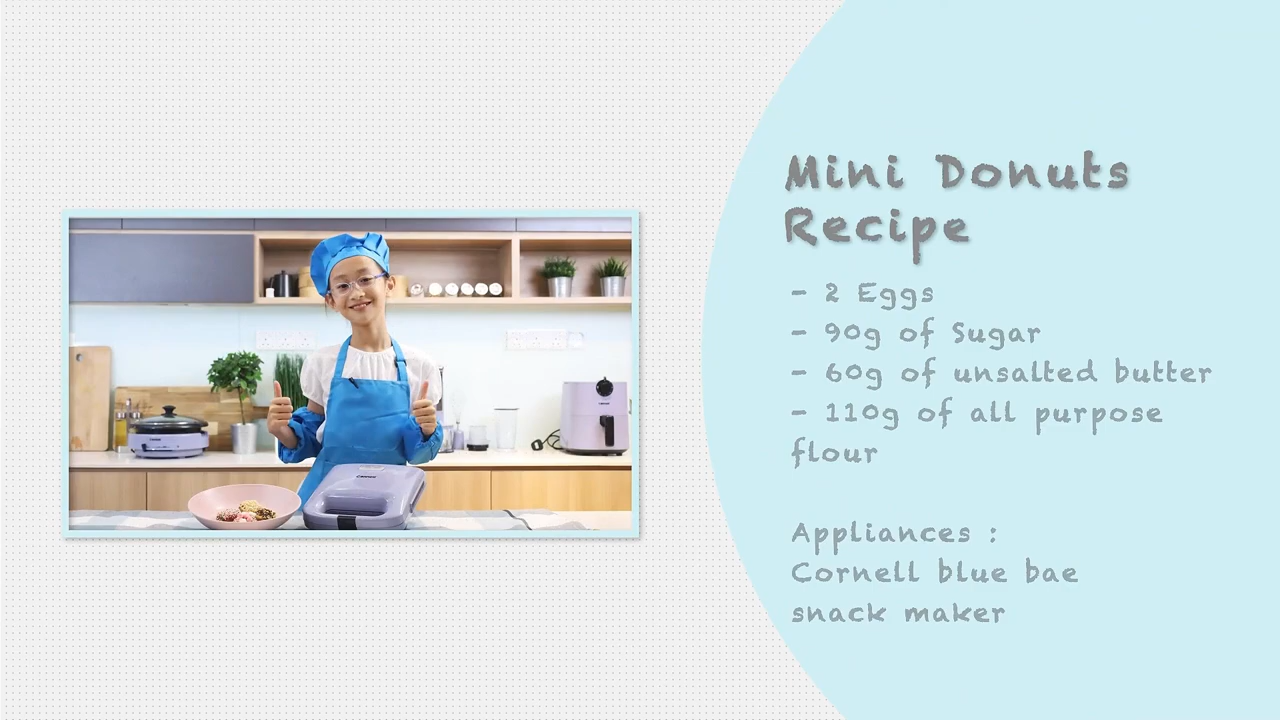 Mini Donuts
Recipe
- 2 Eggs
- 90g of Sugar
- 60g of unsalted butter
- 110g of all purpose
flour
Appliances :
Cornell blue bae
snack maker